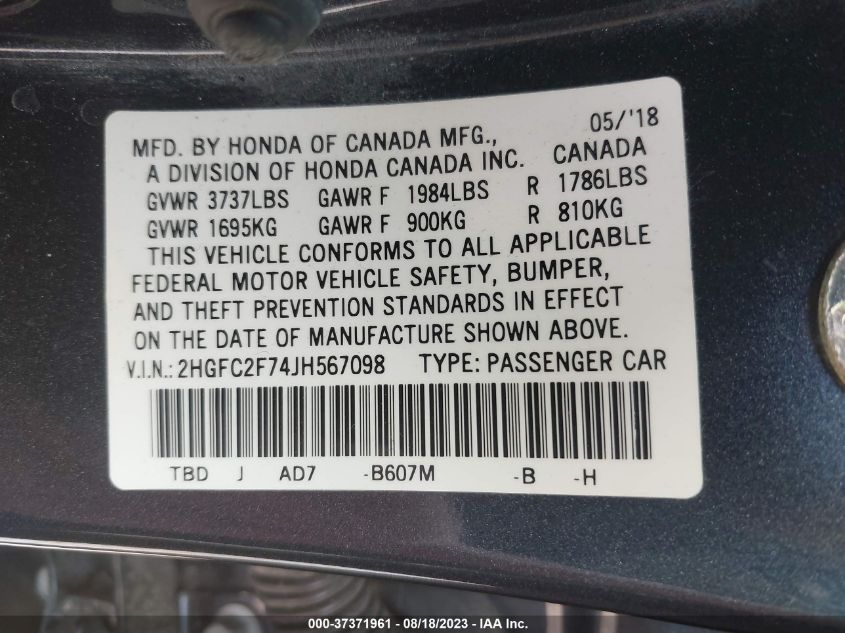 05/'18
MFD. BY HONDA OF CANADA MFG.,
A DIVISION OF HONDA CANADA INC. CANADA
GVWR 3737LBS GAWR F 1984LBS R 1786LBS
GVWR 1695KG GAWR F 900KG R 810KG
THIS VEHICLE CONFORMS TO ALL APPLICABLE
FEDERAL MOTOR VEHICLE SAFETY, BUMPER,
AND THEFT PREVENTION STANDARDS IN EFFECT
ON THE DATE OF MANUFACTURE SHOWN ABOVE.
V.I.N.: 2HGFC2F74JH567098 TYPE: PASSENGER CAR
TBD J AD7 -B607M -B -H
000-37371961 - 08/18/2023 - IAA Inc.